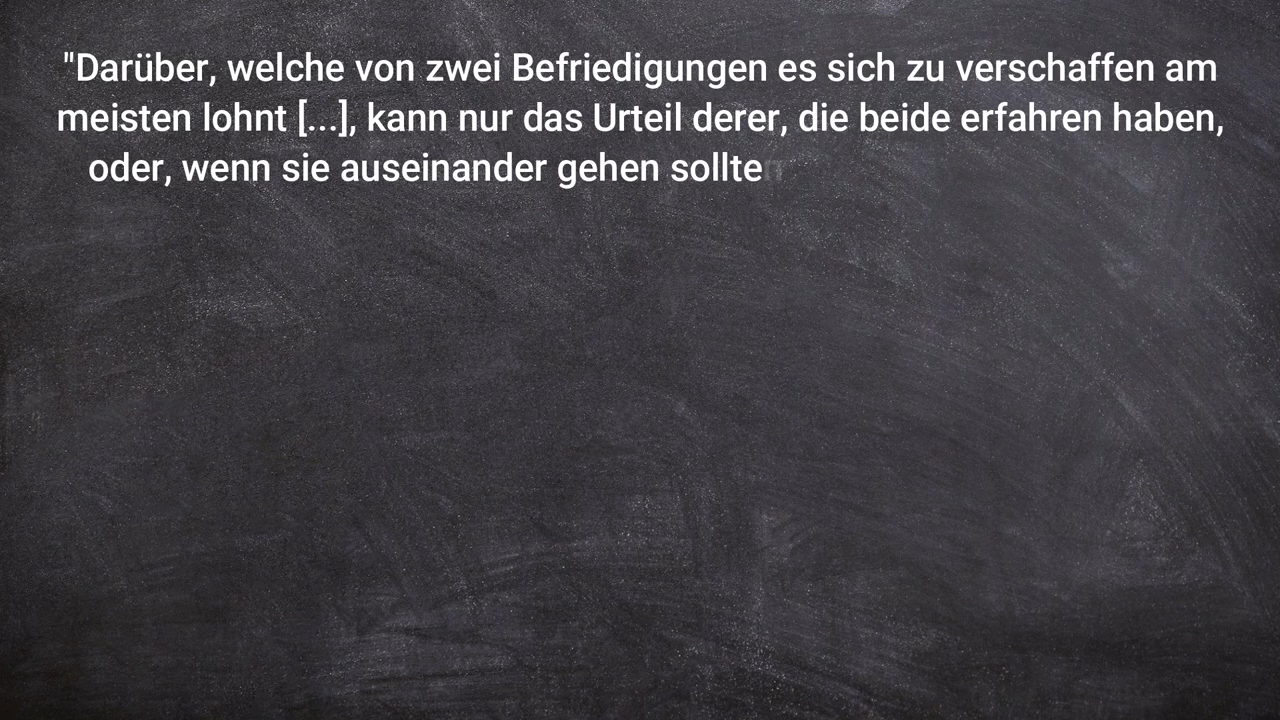 "Darüber, welche von zwei Befriedigungen es sich zu verschaffen am
meisten lohnt [...], kann nur das Urteil derer, die beide erfahren haben,
oder, wenn sie auseinander gehen sollten